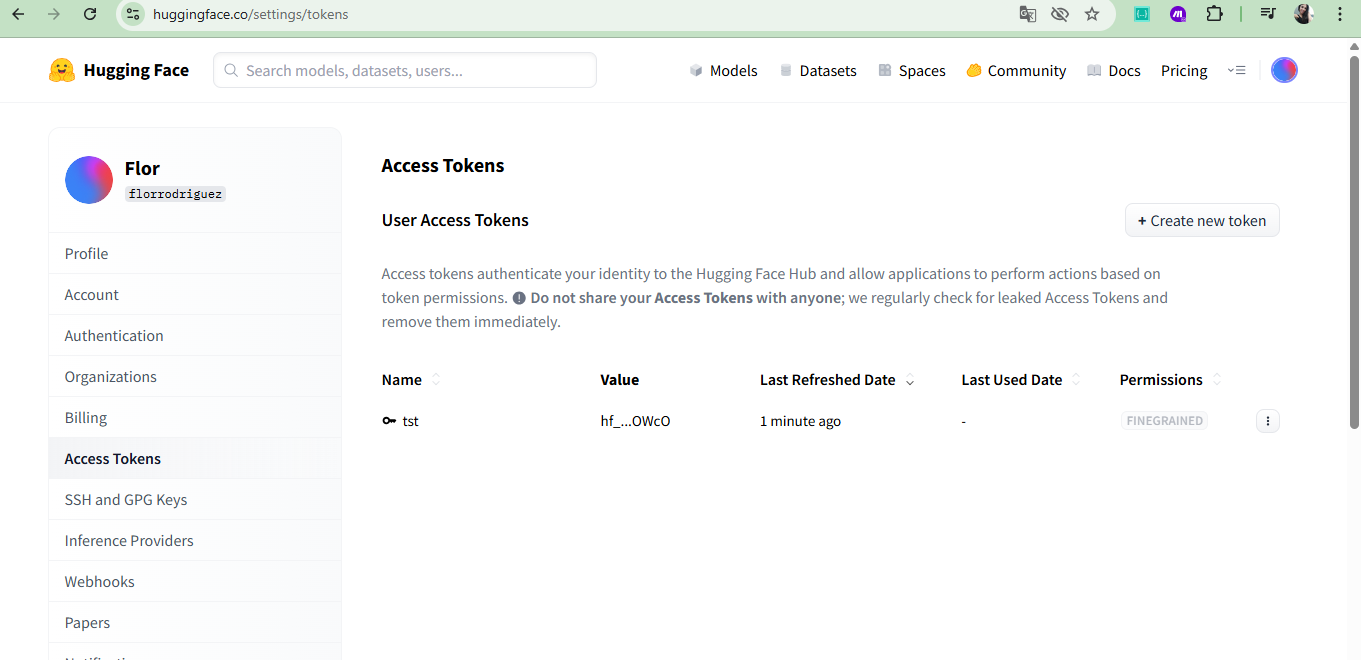 huggingface.co/settings/tokens
Hugging Face
Search models, datasets, users...
Models
Datasets
Spaces
Community
Docs
Pricing
Flor
florrodriguez
Profile
Account
Authentication
Organizations
Billing
Access Tokens
SSH and GPG Keys
Inference Providers
Webhooks
Papers
Access Tokens
User Access Tokens
+ Create new token
Access tokens authenticate your identity to the Hugging Face Hub and allow applications to perform actions based on
token permissions. Do not share your Access Tokens with anyone; we regularly check for leaked Access Tokens and
remove them immediately.
Name Value Last Refreshed Date Last Used Date Permissions
tst hf_...OWcO 1 minute ago - FINEGRAINED